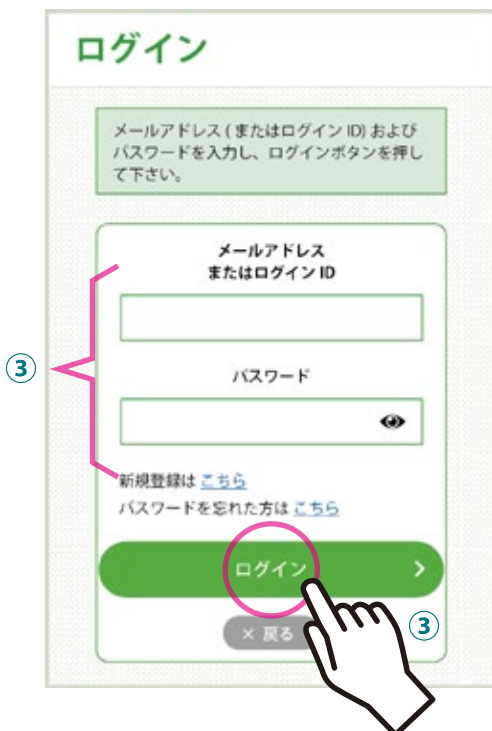 ログイン
メールアドレス ( またはログイン ID) および
パスワードを入力し、ログインボタンを押し
て下さい。
メールアドレス
またはログイン ID
③
パスワード
新規登録は こちら
パスワードを忘れた方は こちら
ログイン
③
× 戻る